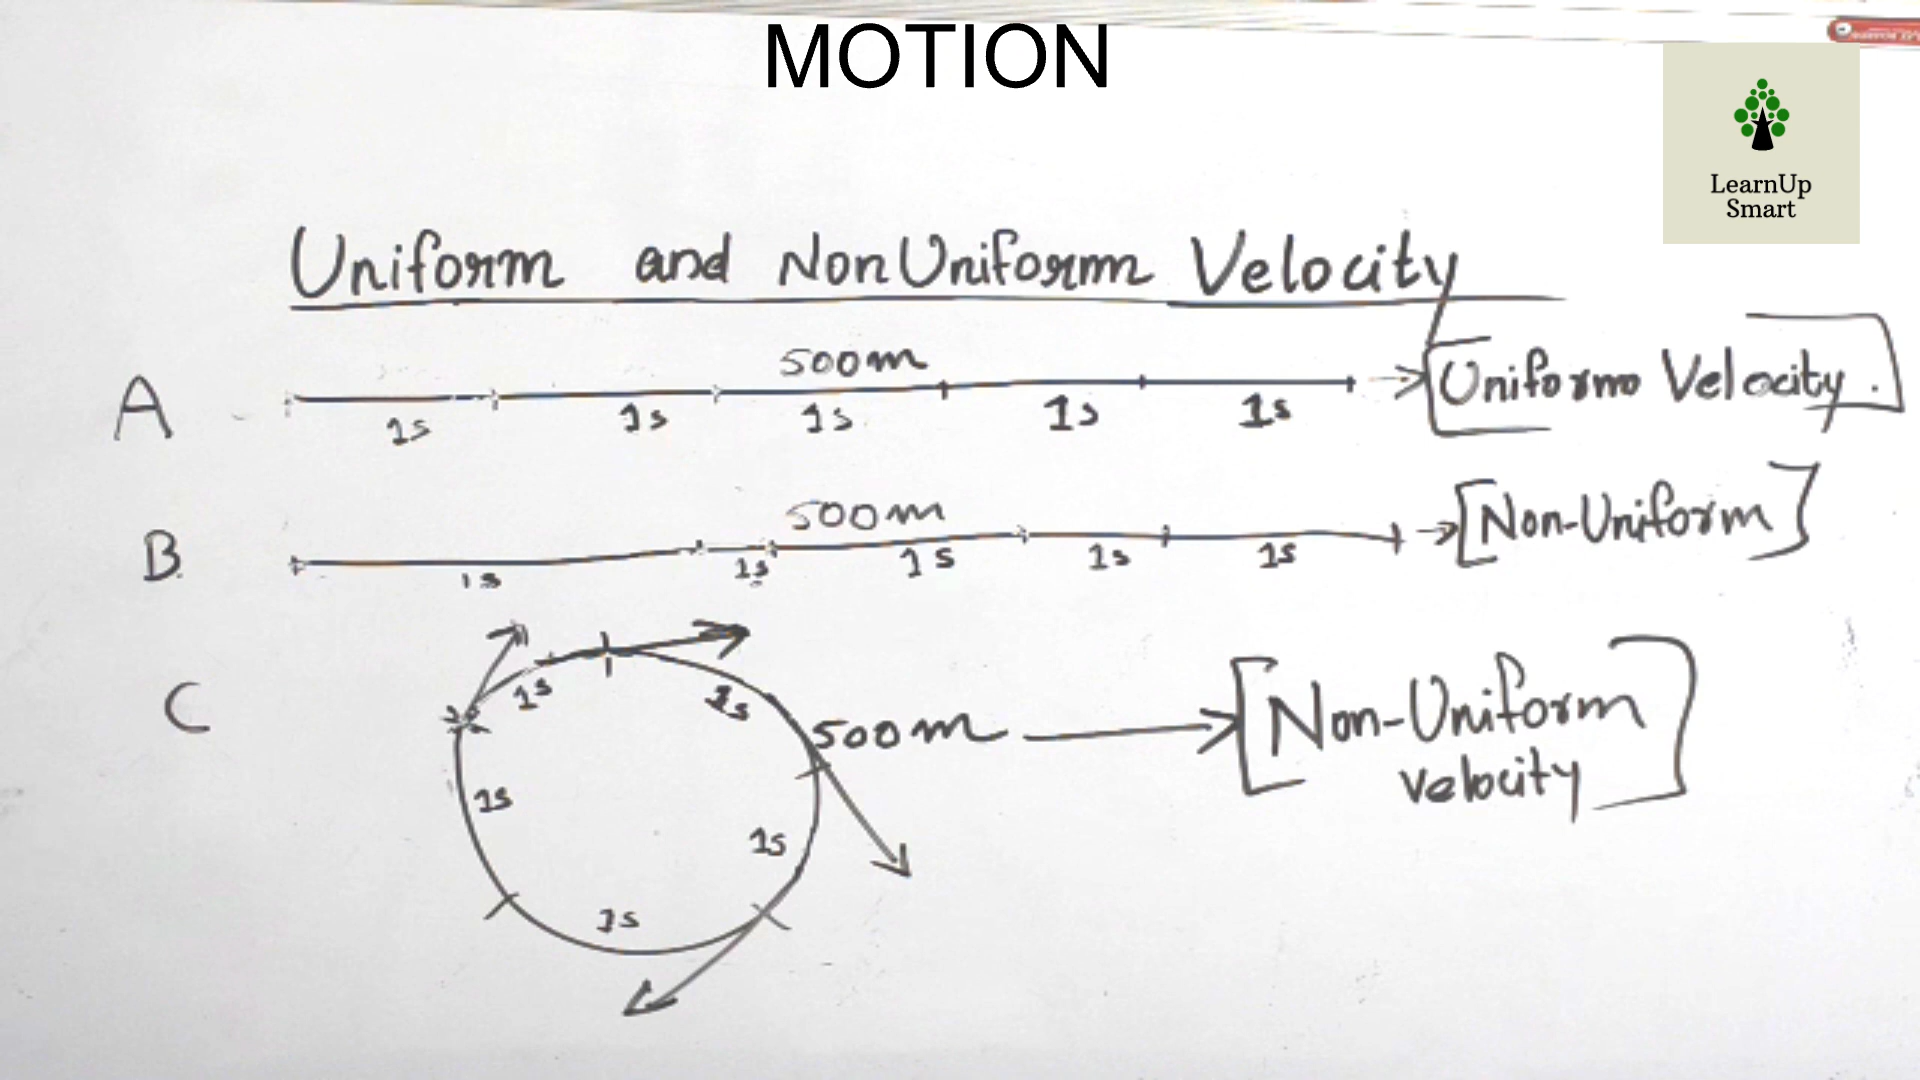 MOTION
LearnUp
Smart
Uniform and NonUniform Velocity
A
500m
1s 1s 1s 1s 1s
Uniform Velocity.
B
500m
1s 1s 1s 1s 1s
Non-Uniform
C
1s
1s
500m
Non-Uniform
velocity
1s
1s
1s